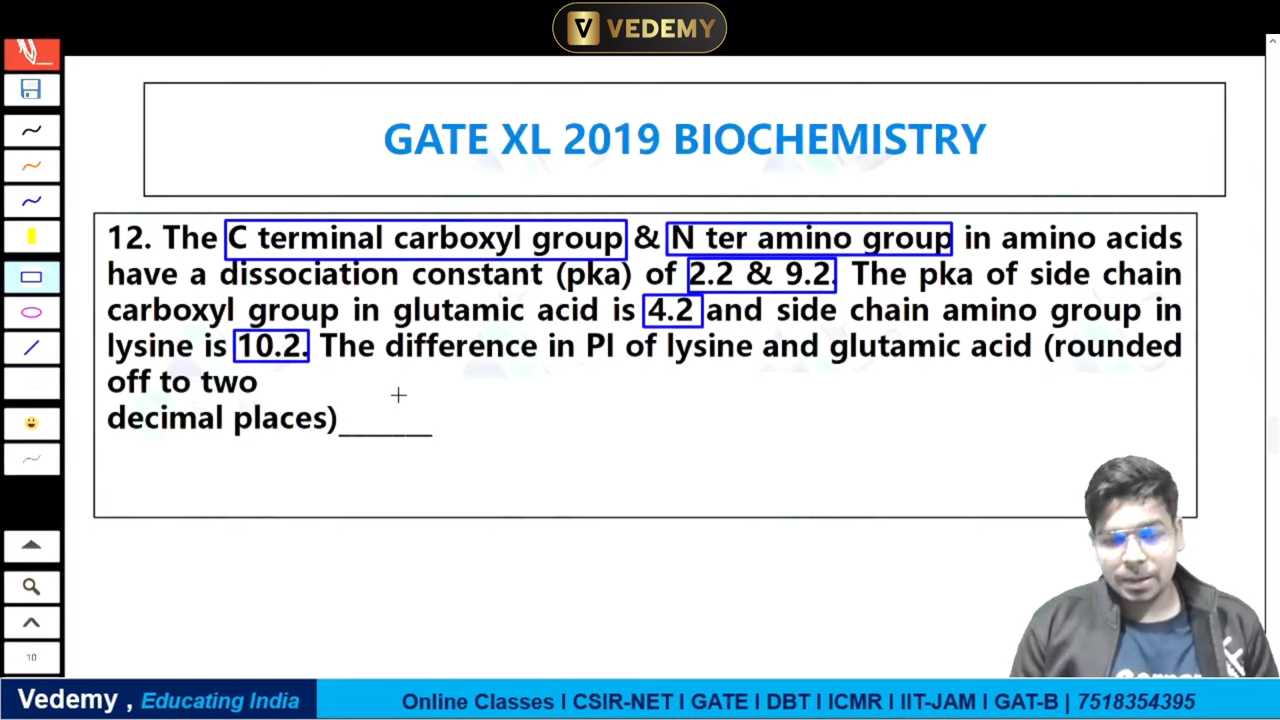 VEDEMY
GATE XL 2019 BIOCHEMISTRY
12. The C terminal carboxyl group & N ter amino group in amino acids
have a dissociation constant (pka) of 2.2 & 9.2. The pka of side chain
carboxyl group in glutamic acid is 4.2 and side chain amino group in
lysine is 10.2. The difference in PI of lysine and glutamic acid (rounded
off to two
decimal places)______
10
Vedemy , Educating India
Online Classes I CSIR-NET I GATE I DBT I ICMR I IIT-JAM I GAT-B | 7518354395